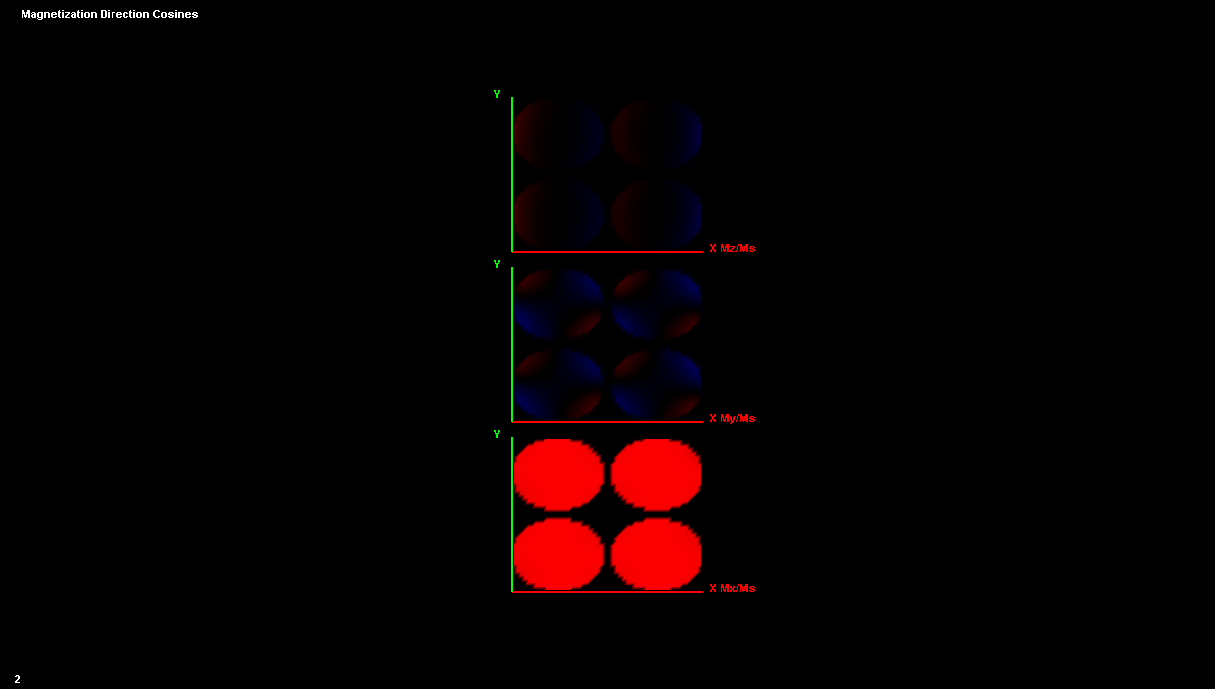 Magnetization Direction Cosines
Y
X Mz/Ms
Y
X My/Ms
Y
X Mx/Ms
2